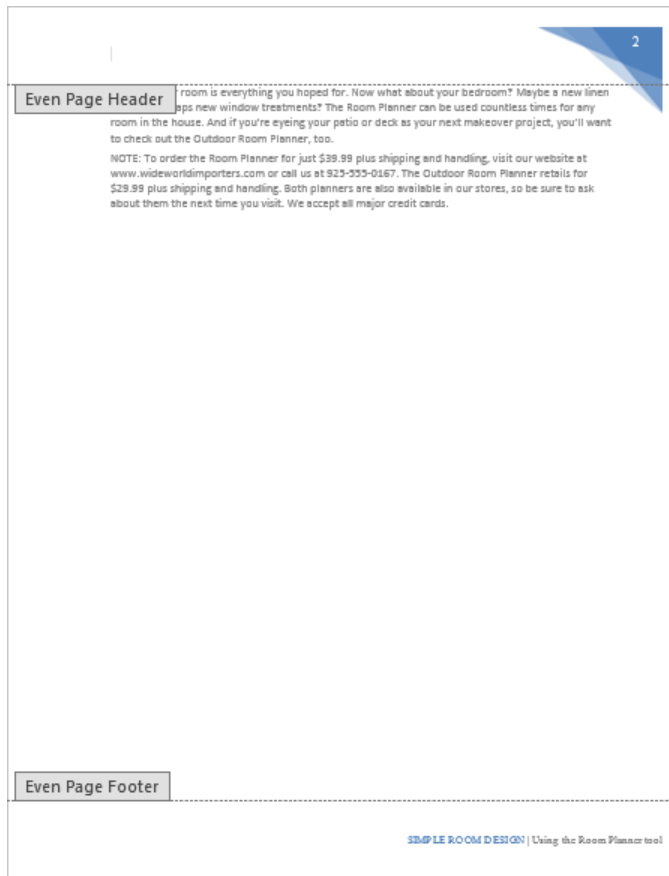 2
Even Page Header
room is everything you hoped for. Now what about your bedroom? Maybe a new linen
new window treatments? The Room Planner can be used countless times for any
room in the house. And if you're eyeing your patio or deck as your next makeover project, you'll want
to check out the Outdoor Room Planner, too.
NOTE: To order the Room Planner for just $39.99 plus shipping and handling, visit our website at
www.wideworldimporters.com or call us at 925-555-0167. The Outdoor Room Planner retails for
$29.99 plus shipping and handling. Both planners are also available in our stores, so be sure to ask
about them the next time you visit. We accept all major credit cards.
Even Page Footer
SIMPLE ROOM DESIGN | Using the Room Planner tool